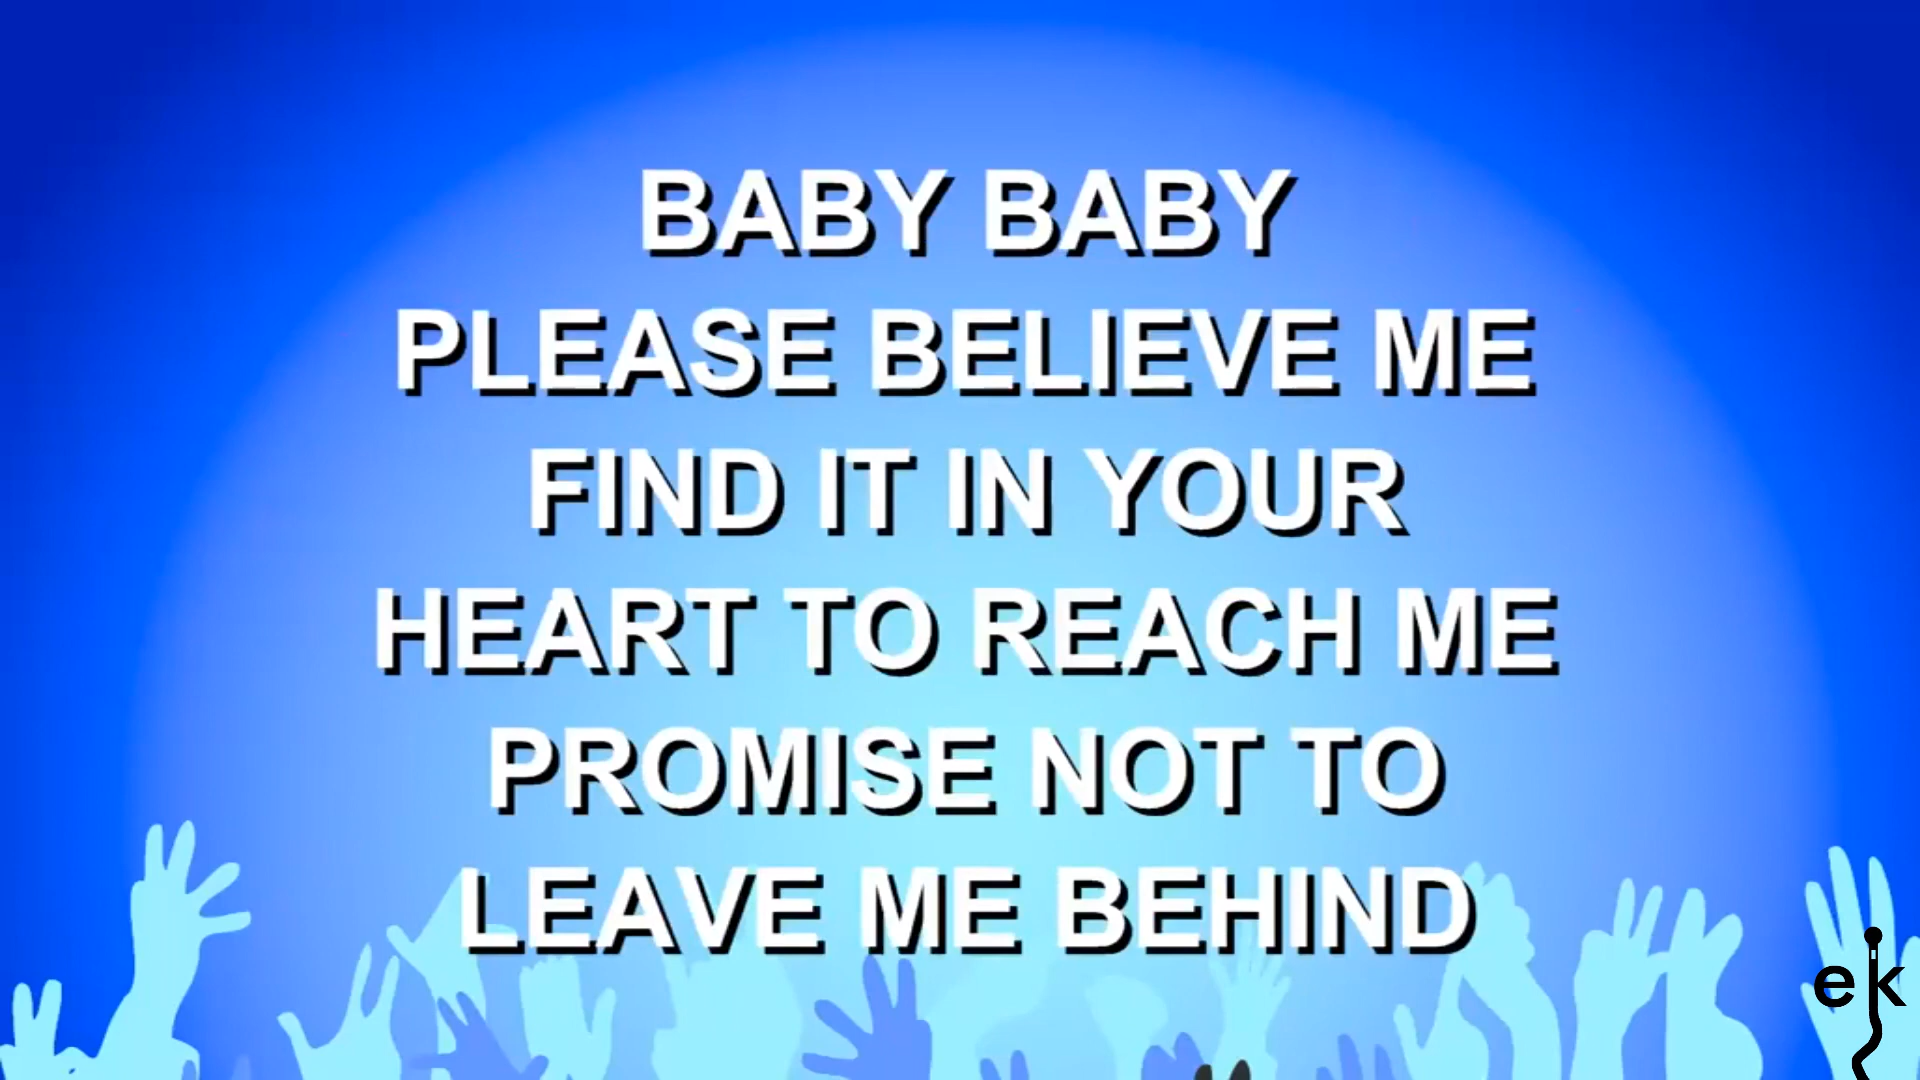 BABY BABY
PLEASE BELIEVE ME
FIND IT IN YOUR
HEART TO REACH ME
PROMISE NOT TO
LEAVE ME BEHIND
ek